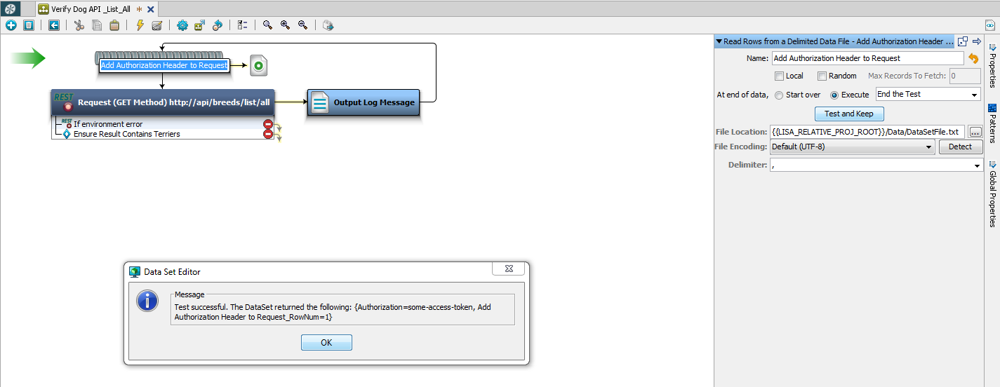 Verify Dog API _List_All
Add Authorization Header to Request
REST
Request (GET Method) http://api/breeds/list/all
Output Log Message
REST
If environment error
Ensure Result Contains Terriers
Data Set Editor
Message
Test successful. The DataSet returned the following: {Authorization=some-access-token, Add
Authorization Header to Request_RowNum=1}
OK
Read Rows from a Delimited Data File - Add Authorization Header ...
Name: Add Authorization Header to Request
Local Random Max Records To Fetch: 0
At end of data, Start over Execute End the Test
Test and Keep
File Location: {{LISA_RELATIVE_PROJ_ROOT}}/Data/DataSetFile.txt ...
File Encoding: Default (UTF-8) Detect
Delimiter: ,
Properties
Patterns
Global Properties